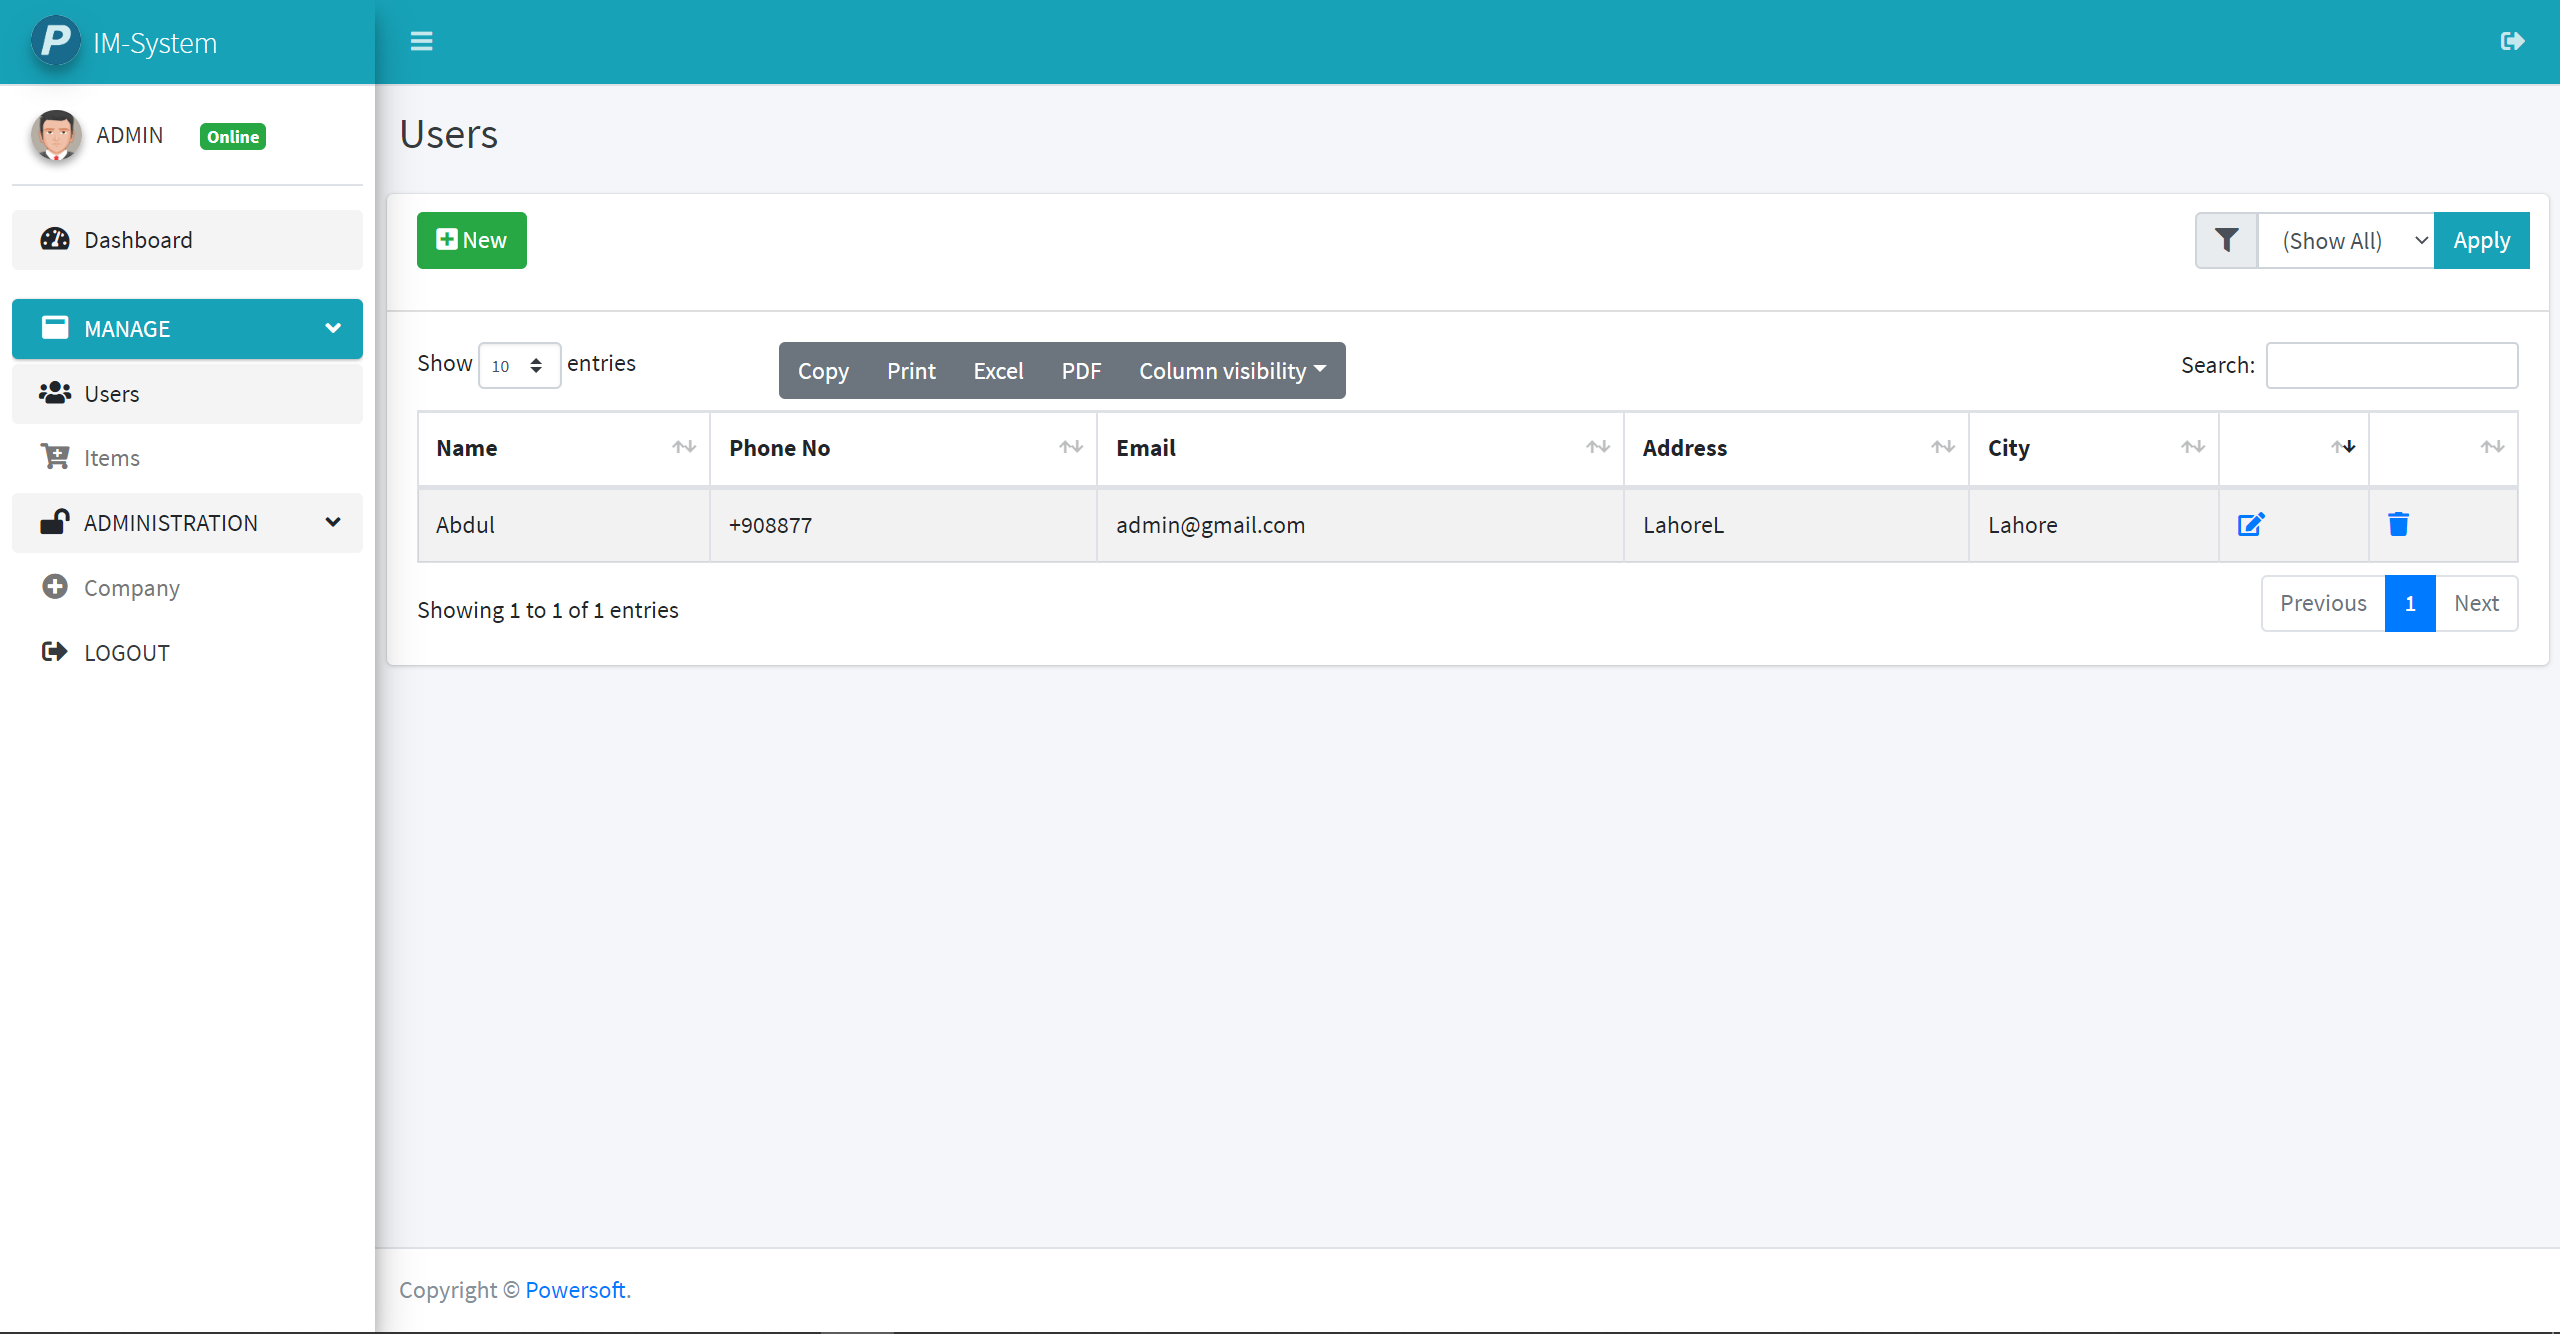 P IM-System
ADMIN Online
Dashboard
MANAGE
Users
Items
ADMINISTRATION
Company
LOGOUT
Users
New
(Show All) Apply
Show 10 entries
Copy Print Excel PDF Column visibility
Search:
Name Phone No Email Address City
Abdul +908877 admin@gmail.com LahoreL Lahore
Showing 1 to 1 of 1 entries
Previous 1 Next
Copyright © Powersoft.